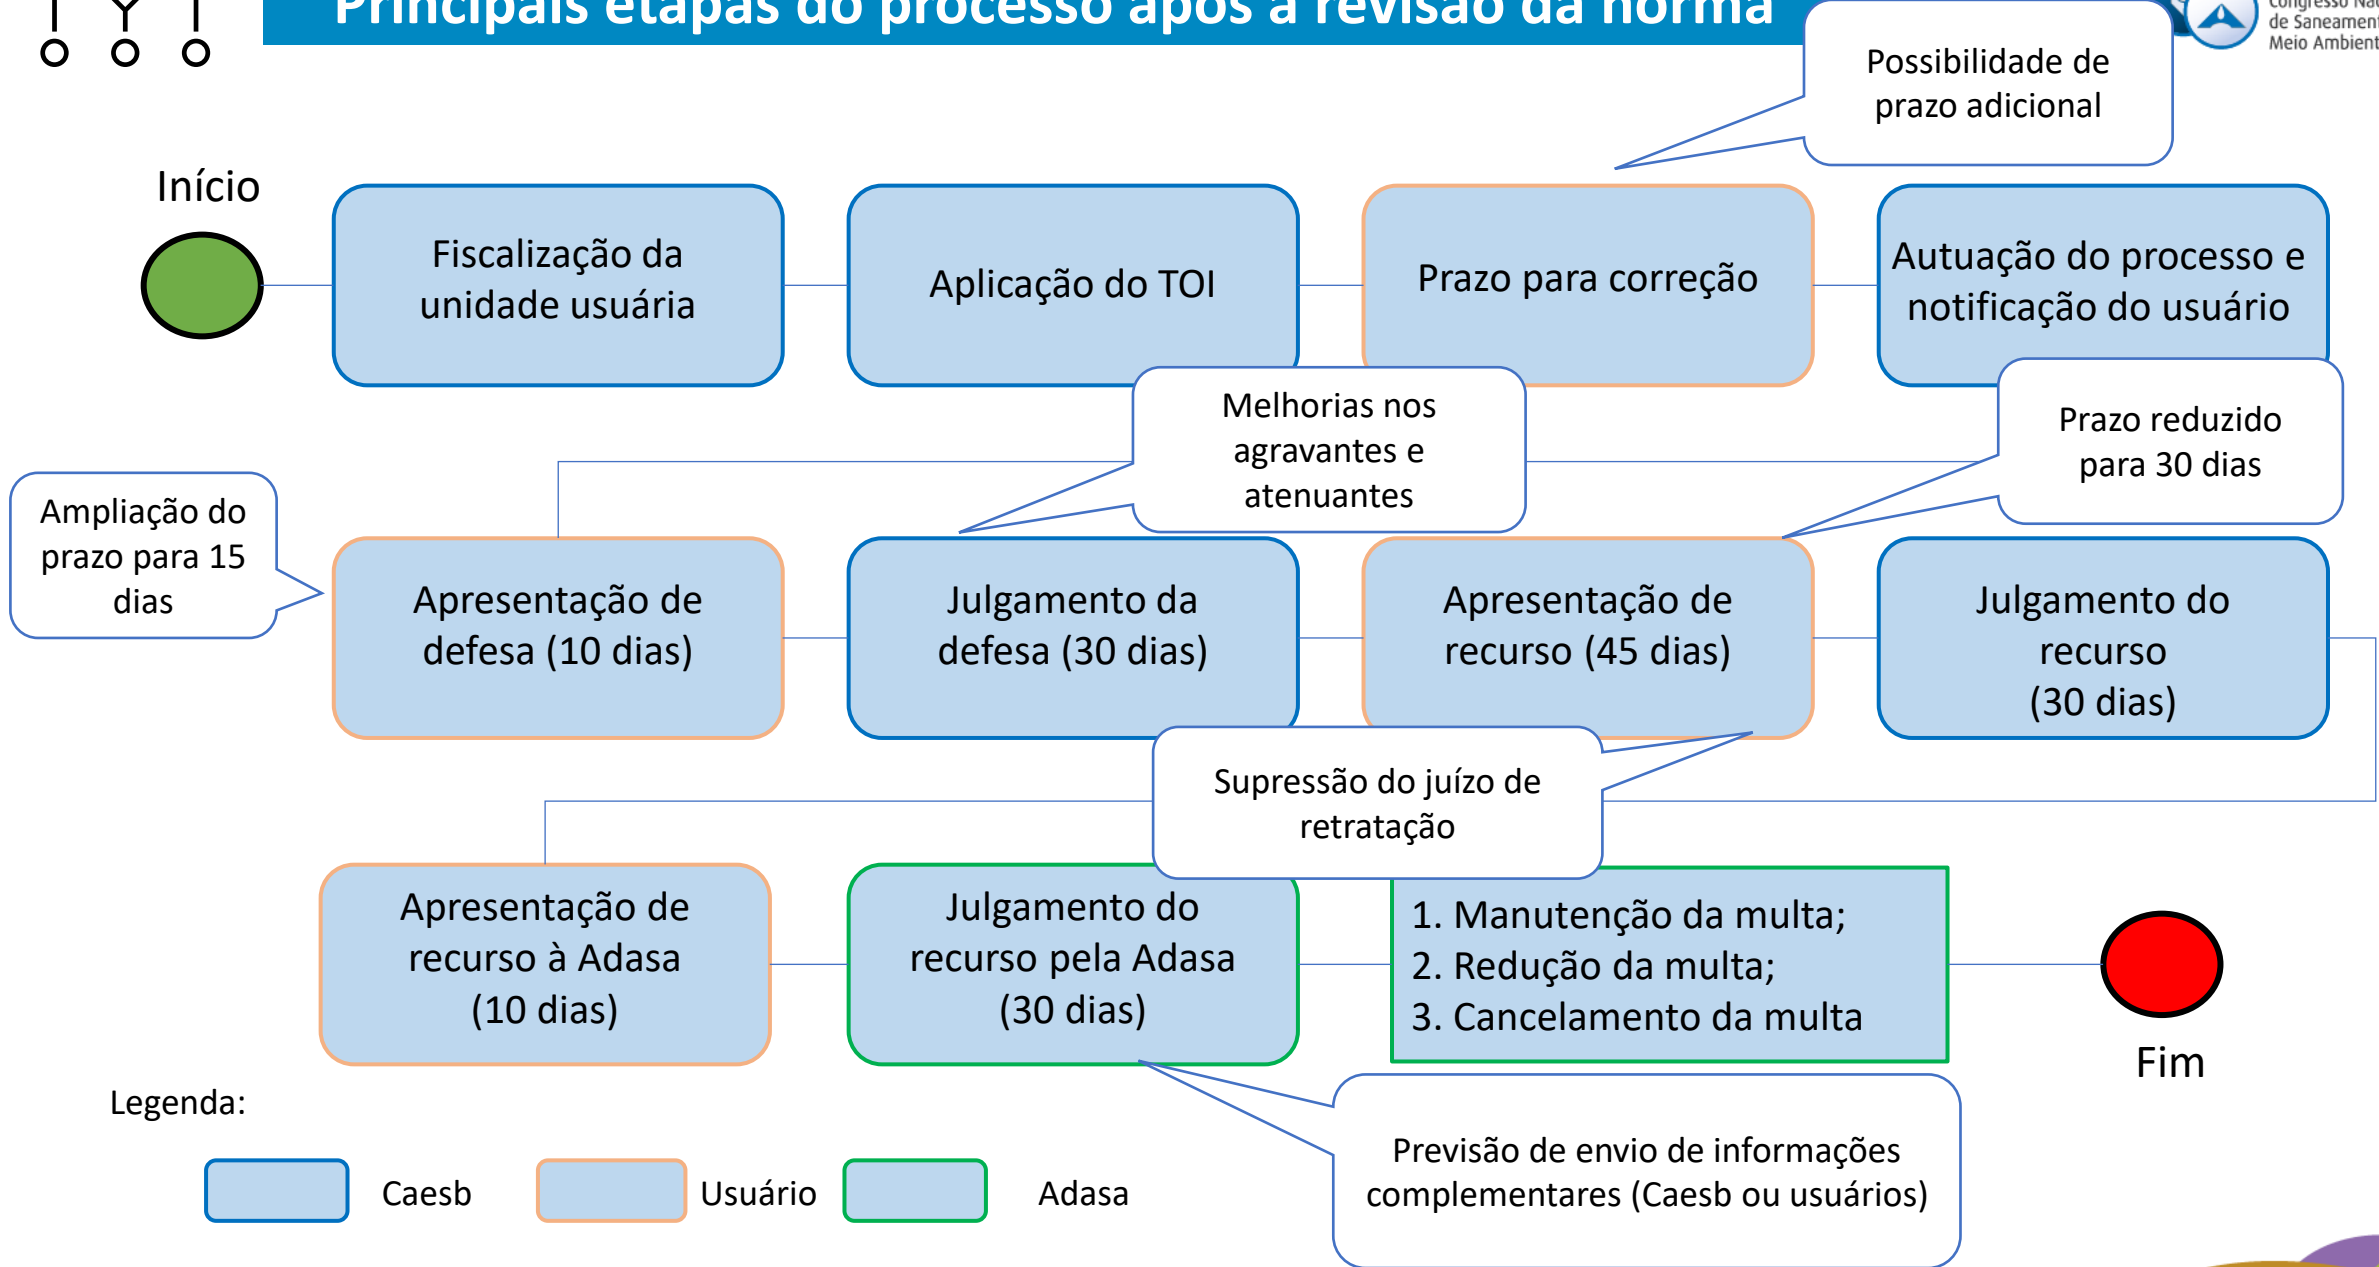 Principais etapas do processo após a revisão da norma
Congresso
de Saneament
Meio Ambient
Possibilidade de
prazo adicional
Início
Fiscalização da
unidade usuária
Aplicação do TOI
Prazo para correção
Autuação do processo e
notificação do usuário
Melhorias nos
agravantes e
atenuantes
Prazo reduzido
para 30 dias
Ampliação do
prazo para 15
dias
Apresentação de
defesa (10 dias)
Julgamento da
defesa (30 dias)
Apresentação de
recurso (45 dias)
Julgamento do
recurso
(30 dias)
Supressão do juízo de
retratação
Apresentação de
recurso à Adasa
(10 dias)
Julgamento do
recurso pela Adasa
(30 dias)
1. Manutenção da multa;
2. Redução da multa;
3. Cancelamento da multa
Fim
Legenda:
Caesb
Usuário
Adasa
Previsão de envio de informações
complementares (Caesb ou usuários)